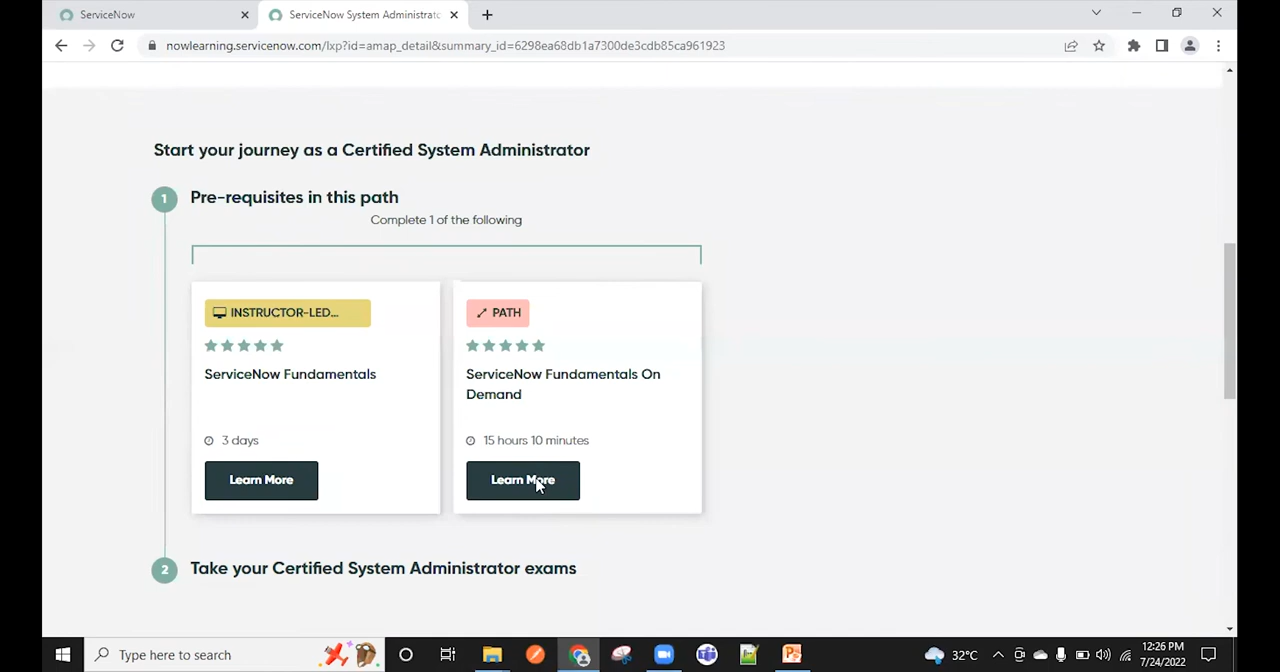 ServiceNow
ServiceNow System Administrato
nowlearning.servicenow.com/lxp?id=amap_detail&summary_id=6298ea68db1a7300de3cdb85ca961923
Start your journey as a Certified System Administrator
1
Pre-requisites in this path
Complete 1 of the following
INSTRUCTOR-LED...
PATH
ServiceNow Fundamentals
ServiceNow Fundamentals On
Demand
3 days
15 hours 10 minutes
Learn More
Learn More
2
Take your Certified System Administrator exams
Type here to search
32°C
12:26 PM
7/24/2022